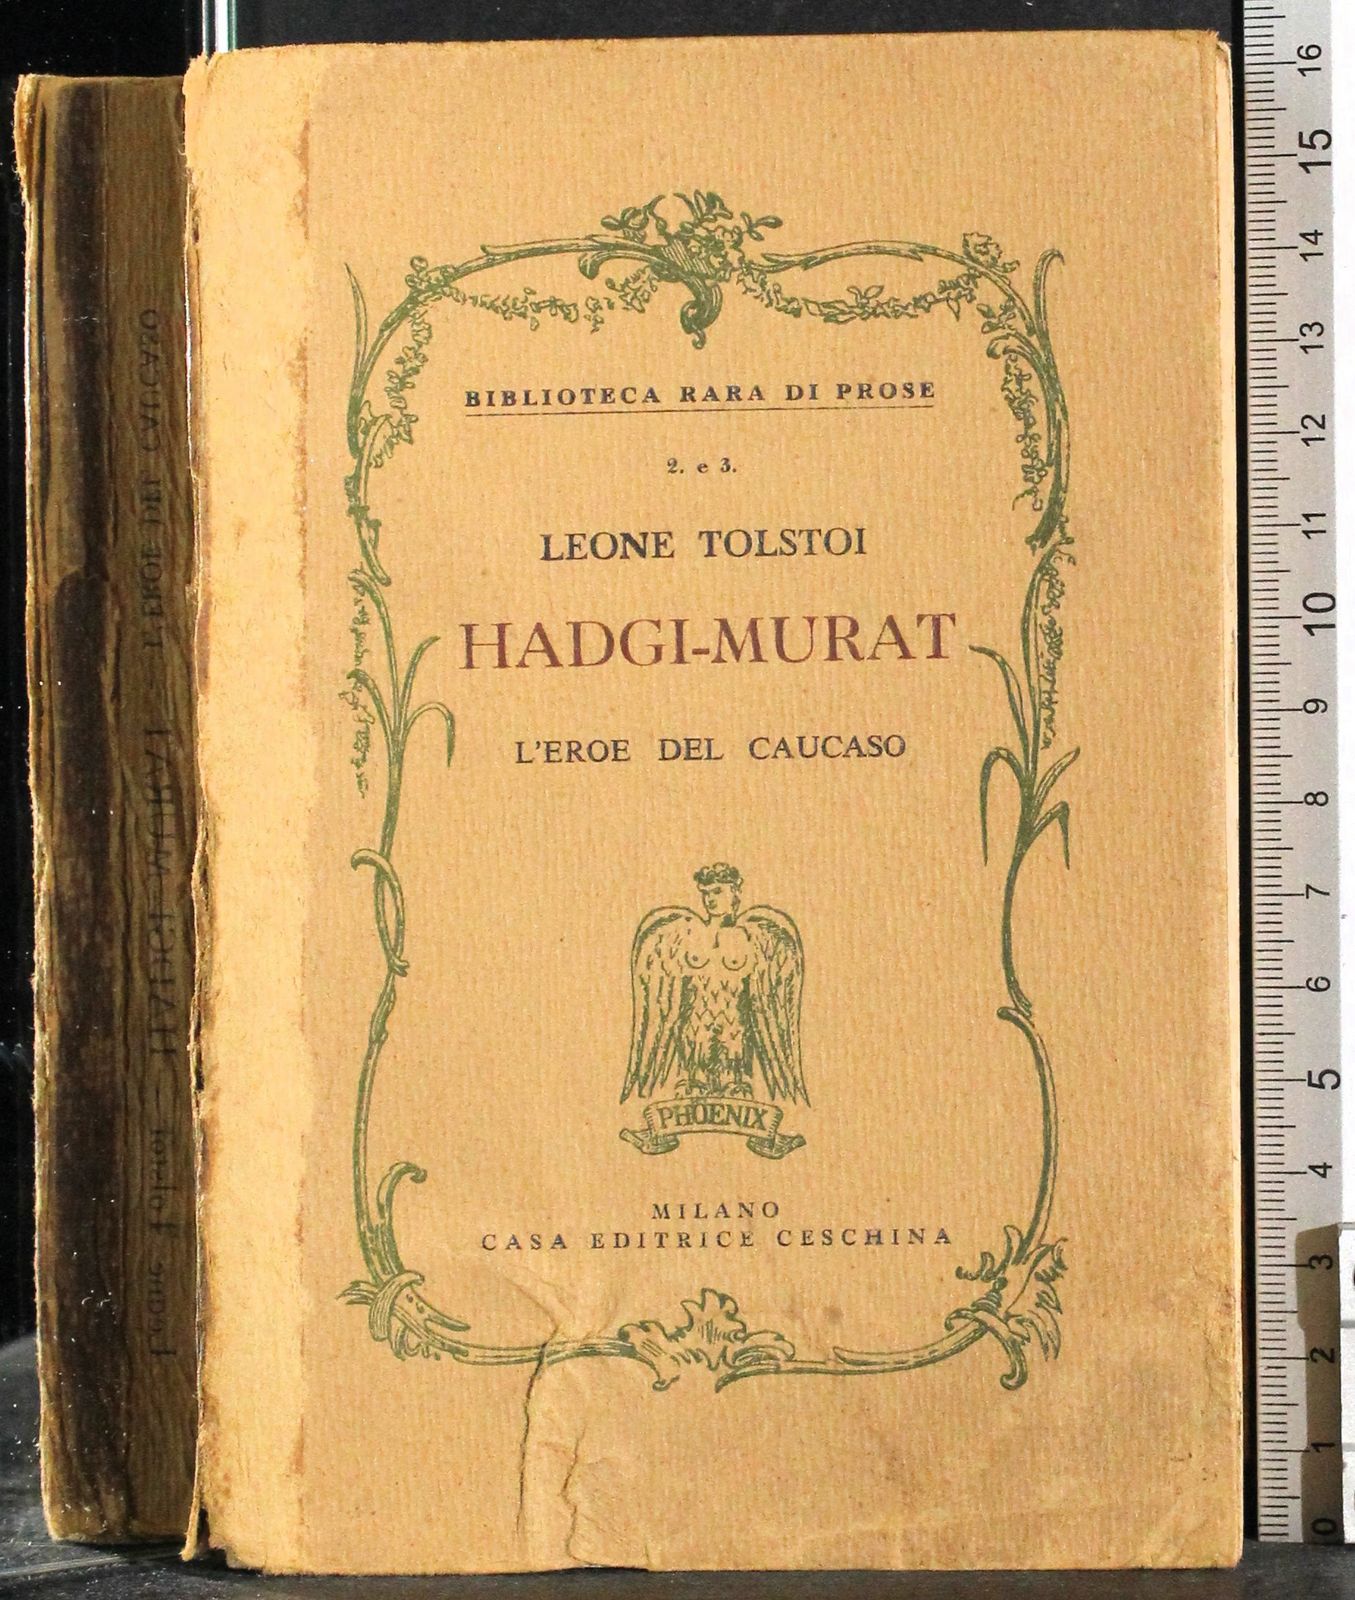 BIBLIOTECA RARA DI PROSE
2. e 3.
LEONE TOLSTOI
HADGI-MURAT
L'EROE DEL CAUCASO
PHOENIX
MILANO
CASA EDITRICE CESCHINA
Leone Tolstoi - HADGI-MURAT - L'EROE DEL CAUCASO
16
15
14
13
12
11
10
9
8
7
6
5
4
3
2
1
0